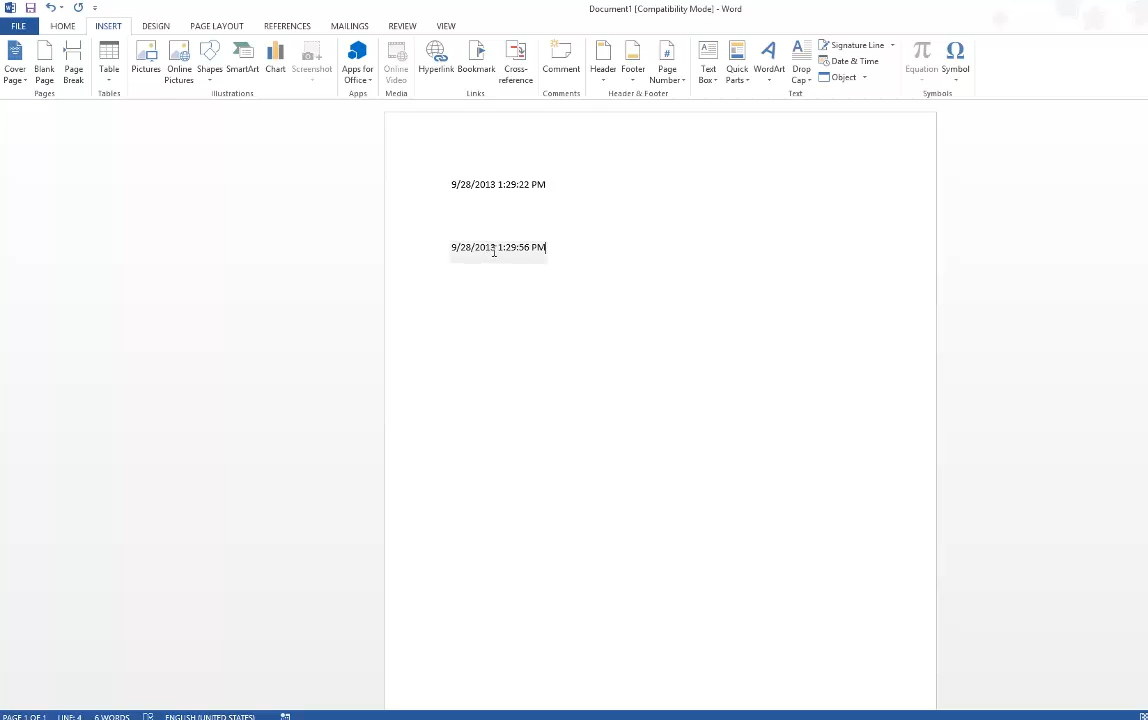 Document1 [Compatibility Mode] - Word
FILE HOME INSERT DESIGN PAGE LAYOUT REFERENCES MAILINGS REVIEW VIEW
Cover Page Blank Page Page Break Table Pictures Online Pictures Shapes SmartArt Chart Screenshot Apps for Office Online Video Hyperlink Bookmark Cross-reference Comment Header Footer Page Number Text Box Quick Parts WordArt Drop Cap Signature Line Date & Time Object Equation Symbol
Pages Tables Illustrations Apps Media Links Comments Header & Footer Text Symbols
9/28/2013 1:29:22 PM
9/28/2013 1:29:56 PM
PAGE 1 OF 1 LINE: 4 6 WORDS ENGLISH (UNITED STATES)